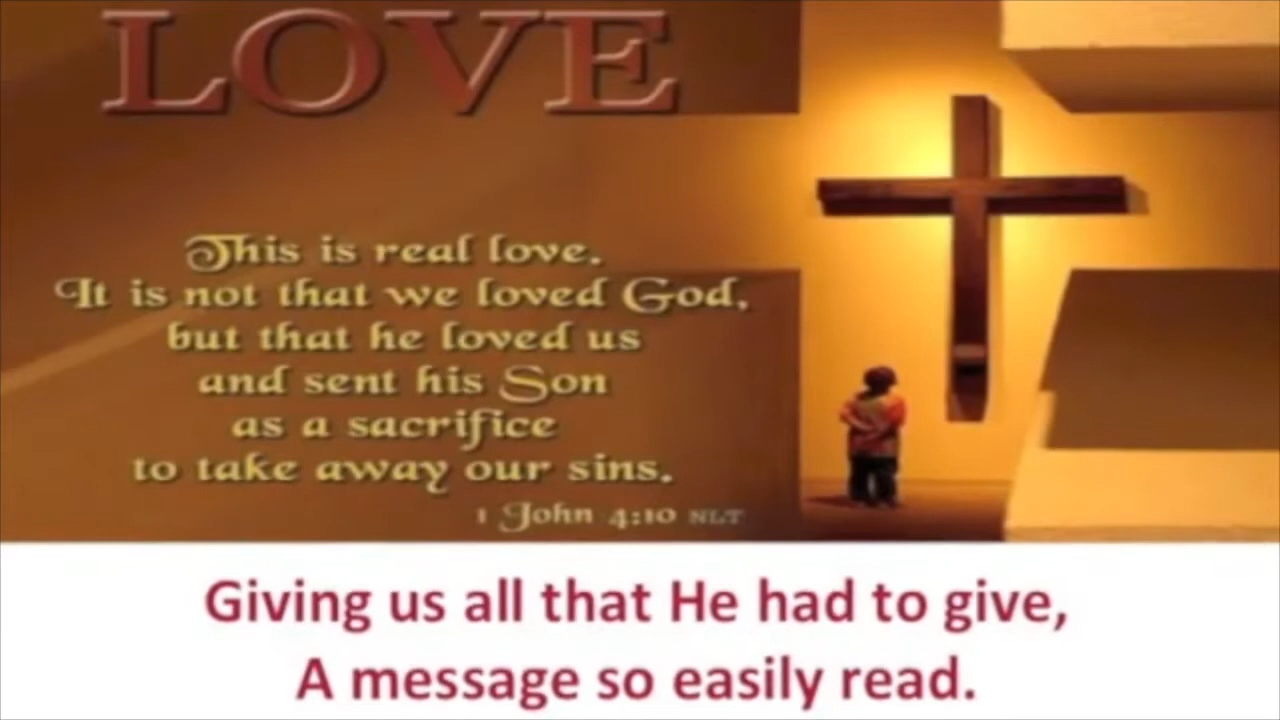 LOVE
This is real love.
It is not that we loved God,
but that he loved us
and sent his Son
as a sacrifice
to take away our sins.
1 John 4:10 NLT
Giving us all that He had to give,
A message so easily read.